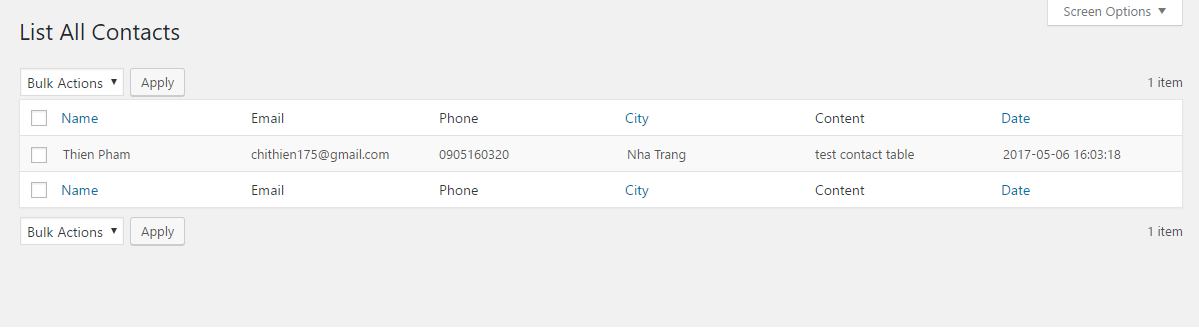 Screen Options
List All Contacts
Bulk Actions Apply 1 item
Name Email Phone City Content Date
Thien Pham chithien175@gmail.com 0905160320 Nha Trang test contact table 2017-05-06 16:03:18
Name Email Phone City Content Date
Bulk Actions Apply 1 item